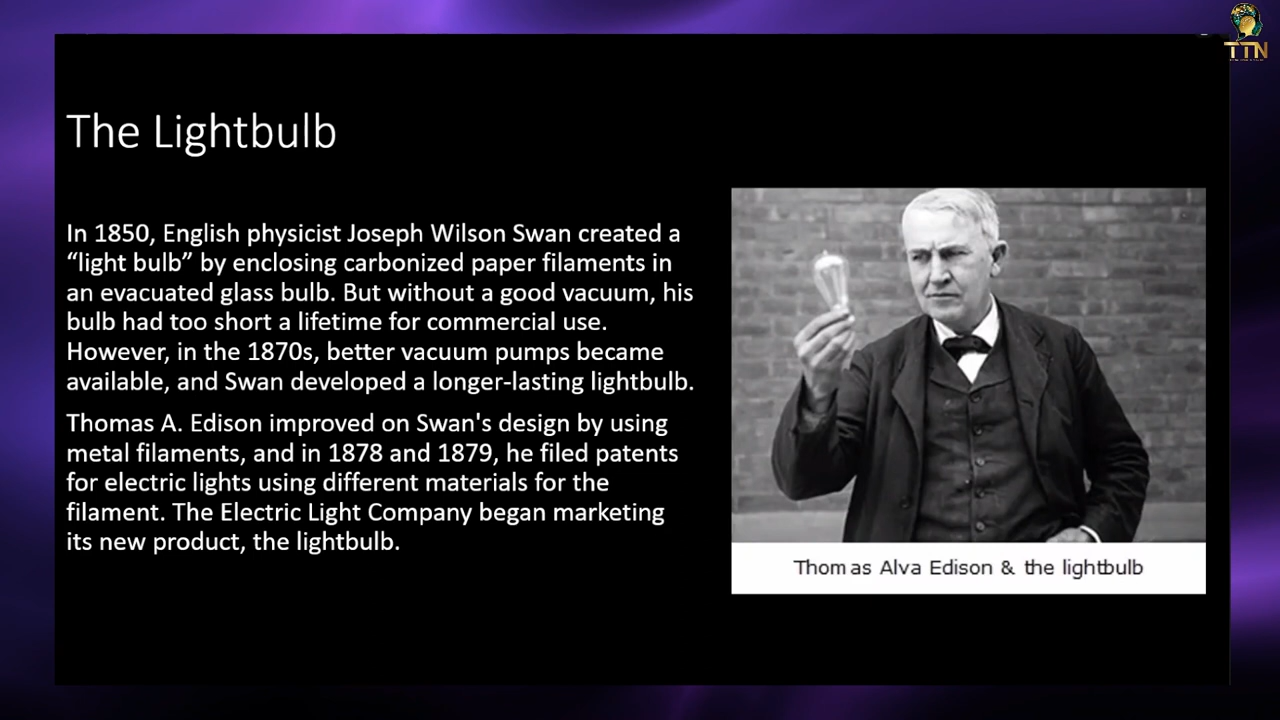 TTN
The Lightbulb
In 1850, English physicist Joseph Wilson Swan created a
“light bulb” by enclosing carbonized paper filaments in
an evacuated glass bulb. But without a good vacuum, his
bulb had too short a lifetime for commercial use.
However, in the 1870s, better vacuum pumps became
available, and Swan developed a longer-lasting lightbulb.
Thomas A. Edison improved on Swan's design by using
metal filaments, and in 1878 and 1879, he filed patents
for electric lights using different materials for the
filament. The Electric Light Company began marketing
its new product, the lightbulb.
Thomas Alva Edison & the lightbulb